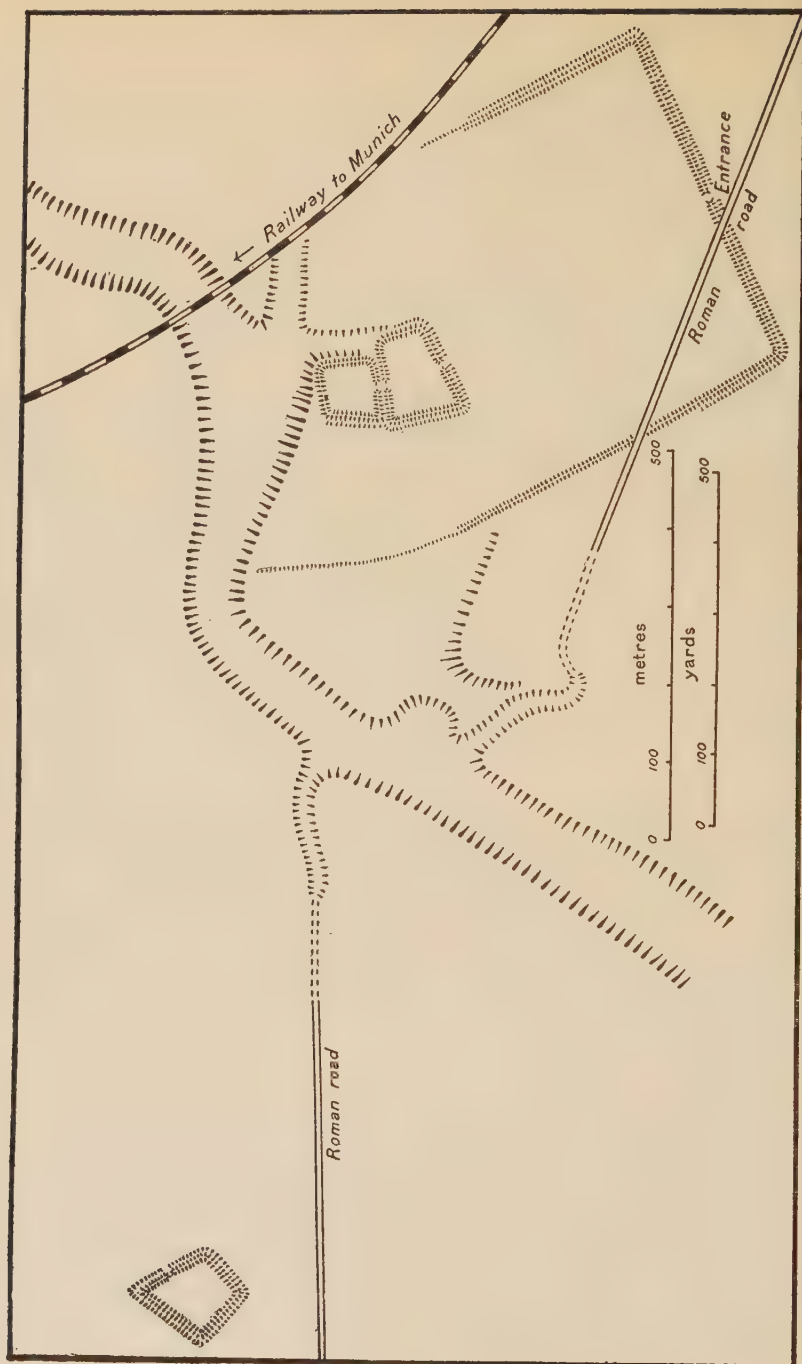 ← Railway to Munich
Entrance
Roman road
metres
0 100 500
yards
0 100 500
Roman road